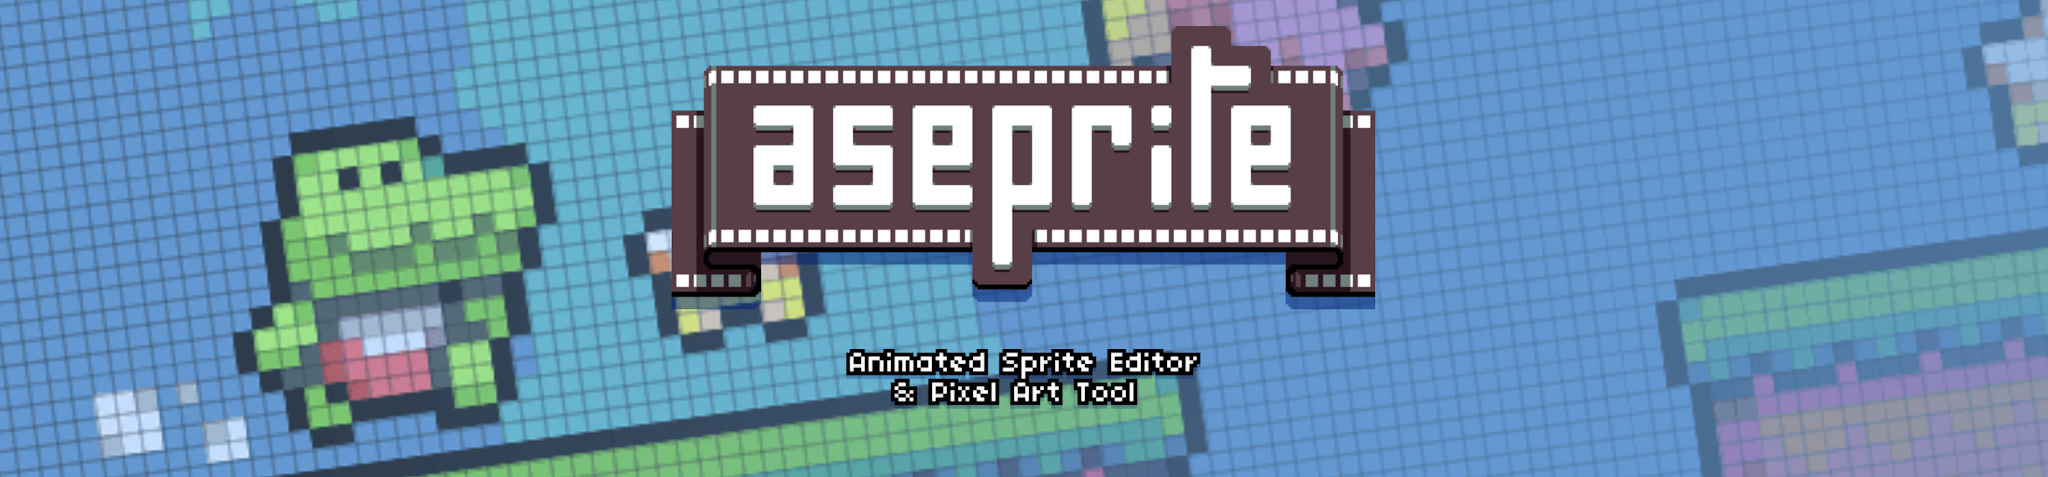 aseprite
Animated Sprite Editor
& Pixel Art Tool